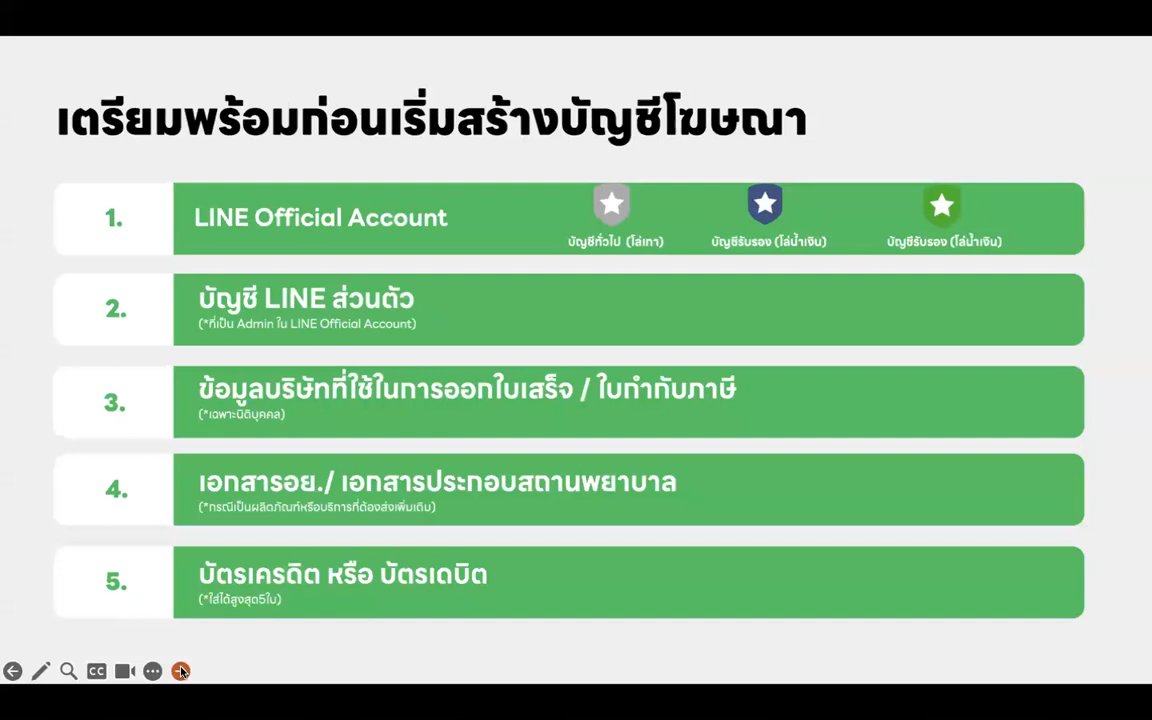 เตรียมพร้อมก่อนเริ่มสร้างบัญชีโฆษณา
1.
LINE Official Account
บัญชีทั่วไป (โล่เทา)
บัญชีรับรอง (โล่น้ำเงิน)
บัญชีรับรอง (โล่น้ำเงิน)
2.
บัญชี LINE ส่วนตัว
(*ที่เป็น Admin ใน LINE Official Account)
3.
ข้อมูลบริษัทที่ใช้ในการออกใบเสร็จ / ใบกำกับภาษี
(*เฉพาะนิติบุคคล)
4.
เอกสารอย./ เอกสารประกอบสถานพยาบาล
(*กรณีเป็นผลิตภัณฑ์หรือบริการที่ต้องส่งเพิ่มเติม)
5.
บัตรเครดิต หรือ บัตรเดบิต
(*ใส่ได้สูงสุด5ใบ)
CC